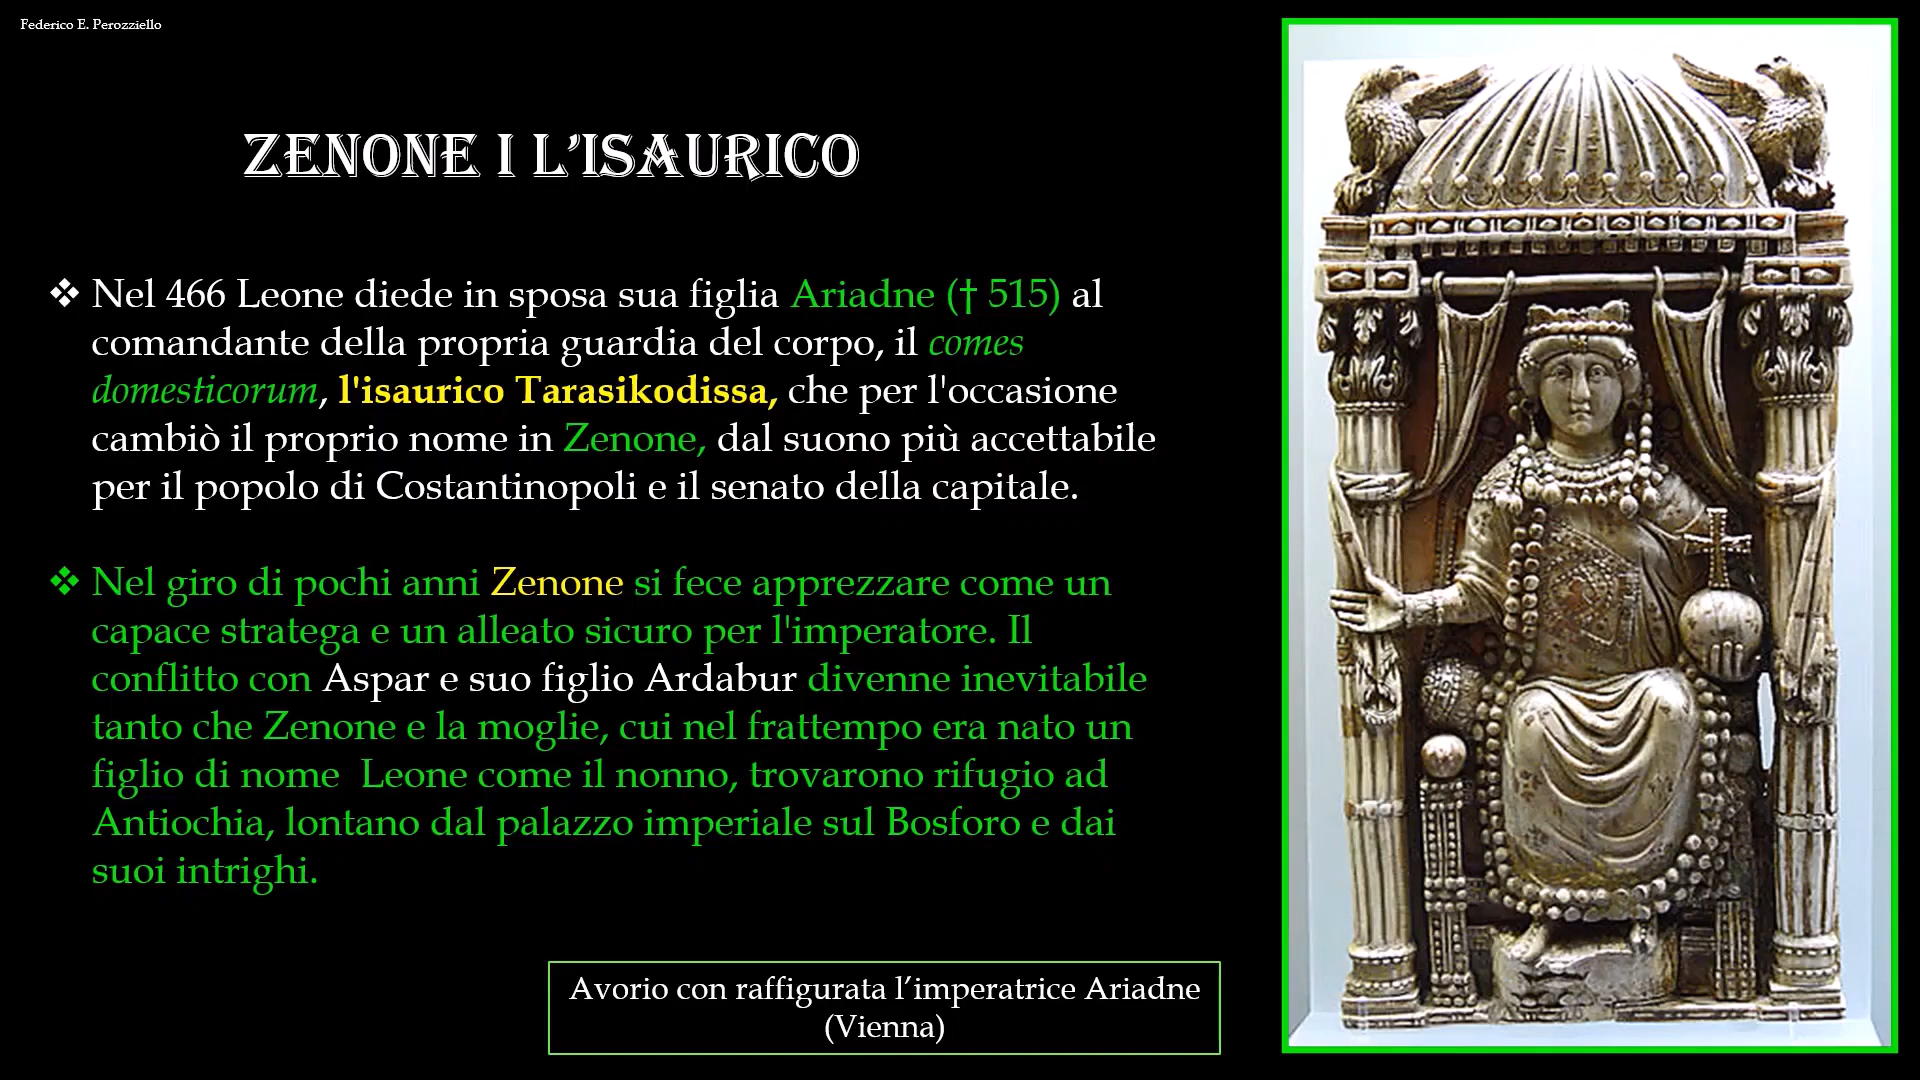 Federico E. Perozziello
ZENONE I L’ISAURICO
❖ Nel 466 Leone diede in sposa sua figlia Ariadne († 515) al
comandante della propria guardia del corpo, il comes
domesticorum, l'isaurico Tarasikodissa, che per l'occasione
cambiò il proprio nome in Zenone, dal suono più accettabile
per il popolo di Costantinopoli e il senato della capitale.
❖ Nel giro di pochi anni Zenone si fece apprezzare come un
capace stratega e un alleato sicuro per l'imperatore. Il
conflitto con Aspar e suo figlio Ardabur divenne inevitabile
tanto che Zenone e la moglie, cui nel frattempo era nato un
figlio di nome  Leone come il nonno, trovarono rifugio ad
Antiochia, lontano dal palazzo imperiale sul Bosforo e dai
suoi intrighi.
Avorio con raffigurata l’imperatrice Ariadne
(Vienna)